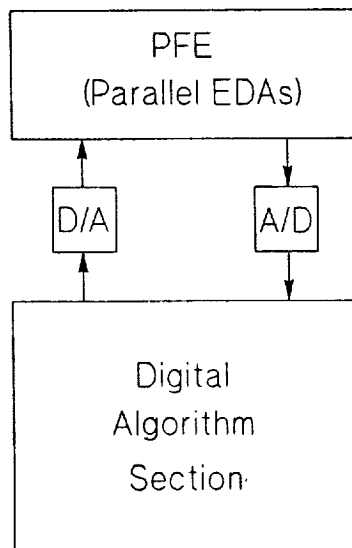 PFE
(Parallel EDAs)
D/A
A/D
Digital
Algorithm
Section